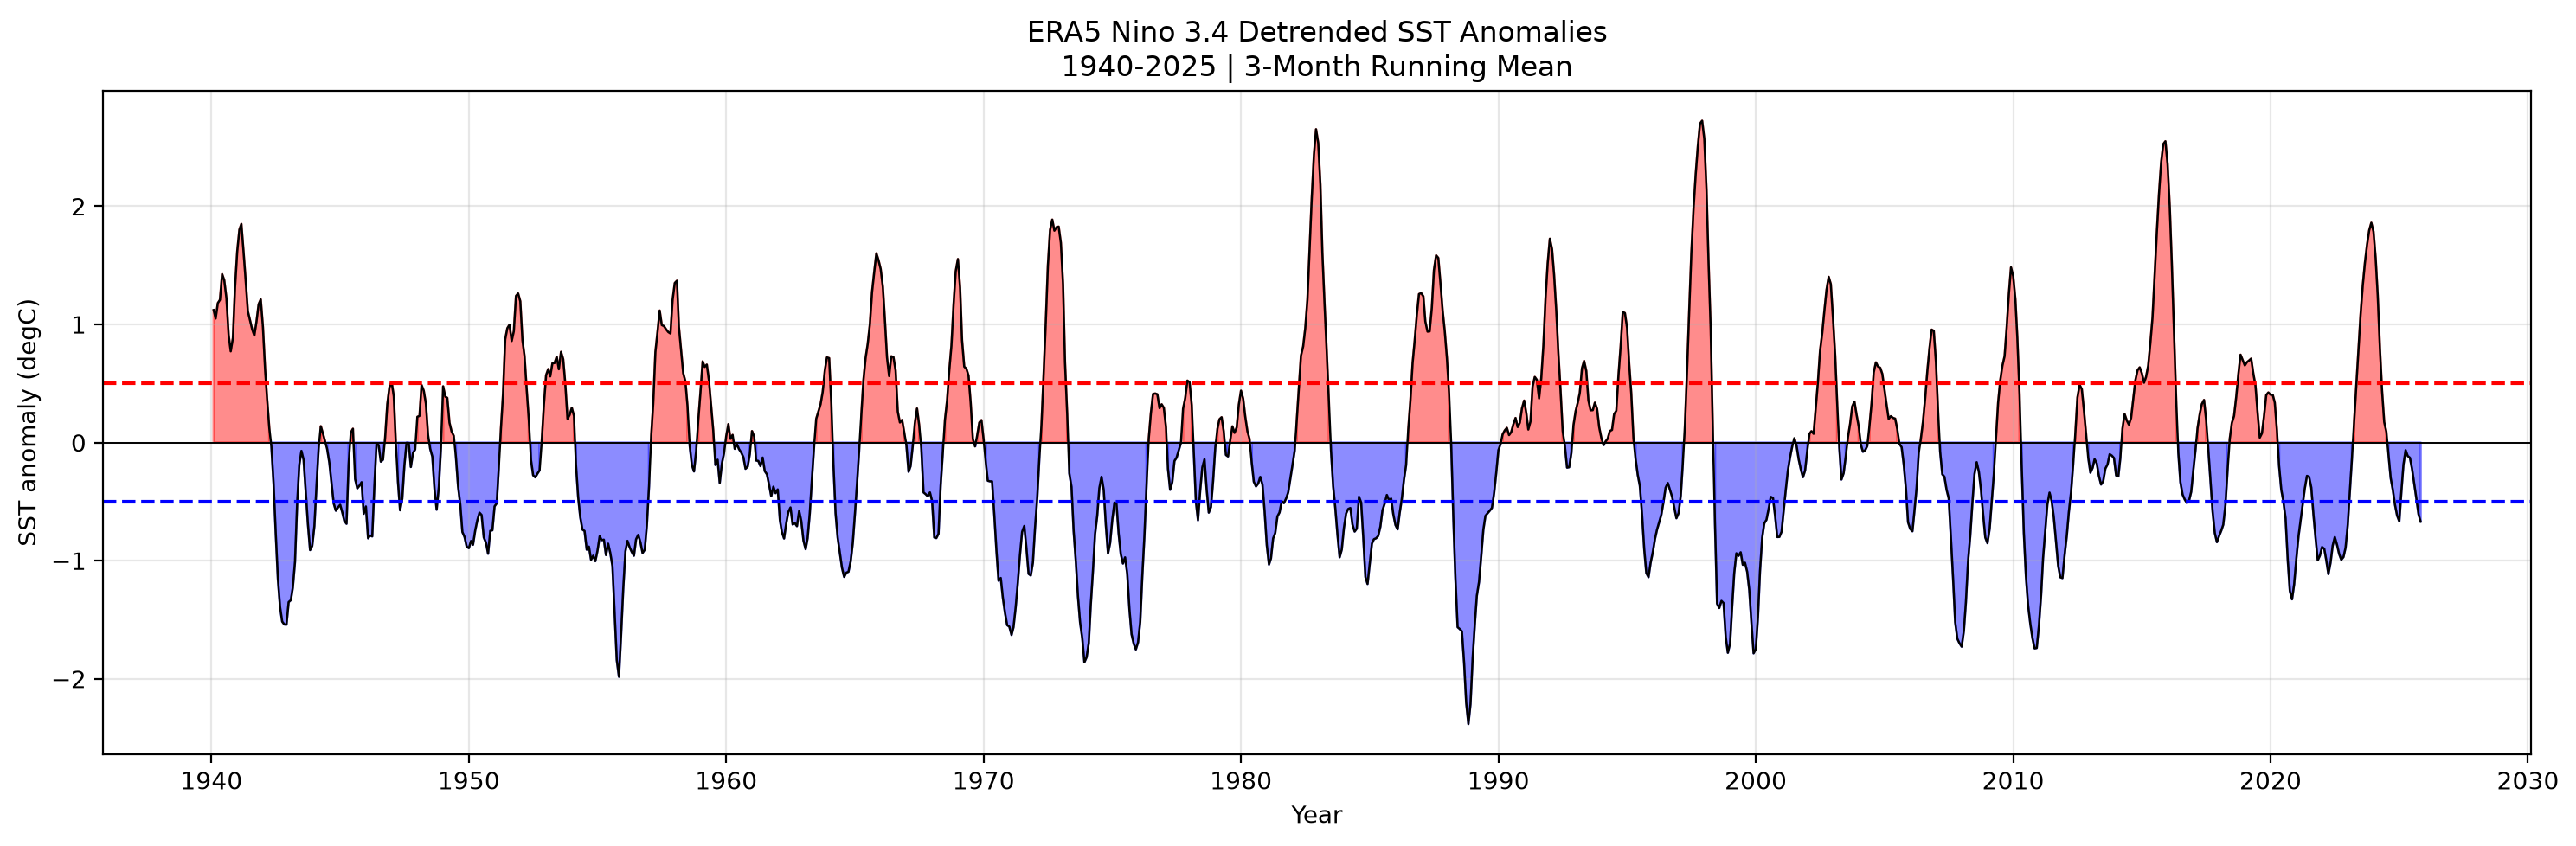 ERA5 Nino 3.4 Detrended SST Anomalies
1940-2025 | 3-Month Running Mean
SST anomaly (degC)
2
1
0
−1
−2
1940 1950 1960 1970 1980 1990 2000 2010 2020 2030
Year